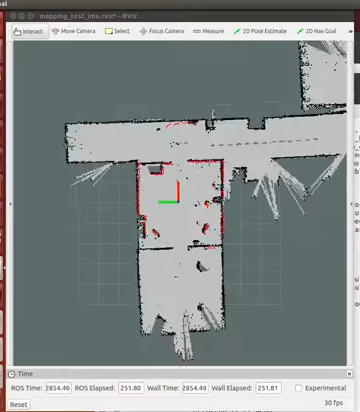 nal
mapping_test_imu.rviz* - RViz
Interact Move Camera Select Focus Camera Measure 2D Pose Estimate 2D Nav Goal »
Time
ROS Time: 2854.46 ROS Elapsed: 251.80 Wall Time: 2854.49 Wall Elapsed: 251.81 Experimental
Reset 30 fps